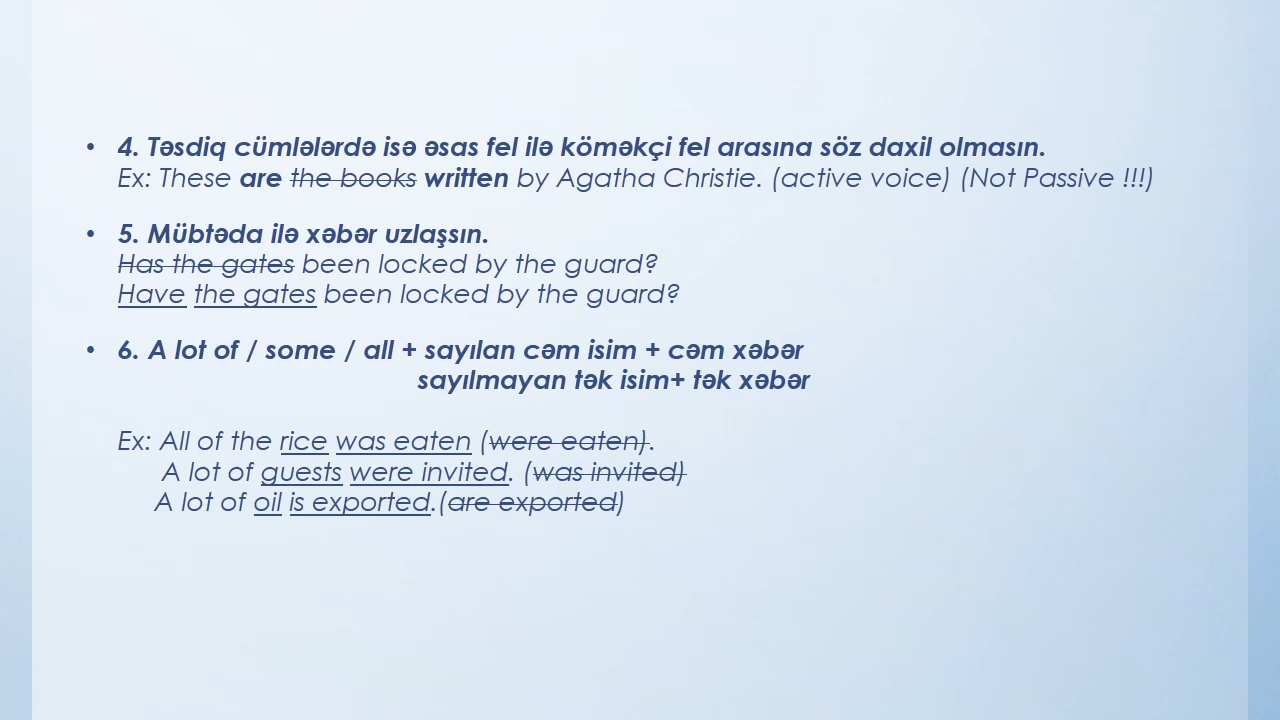 • 4. Təsdiq cümlələrdə isə əsas fel ilə köməkçi fel arasına söz daxil olmasın.
Ex: These are the books written by Agatha Christie. (active voice) (Not Passive !!!)
• 5. Mübtəda ilə xəbər uzlaşsın.
Has the gates been locked by the guard?
Have the gates been locked by the guard?
• 6. A lot of / some / all + sayılan cəm isim + cəm xəbər
sayılmayan tək isim+ tək xəbər
Ex: All of the rice was eaten (were eaten).
A lot of guests were invited. (was invited)
A lot of oil is exported.(are exported)